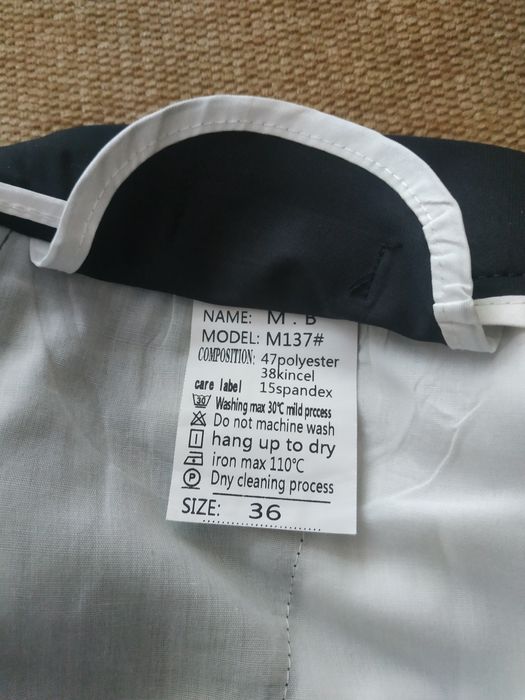 NAME: M . B
MODEL: M137#
COMPOSITION: 47polyester
38kincel
care label 15spandex
30 Washing max 30℃ mild prccess
Do not machine wash
hang up to dry
iron max 110℃
P Dny cleaning process
SIZE: 36